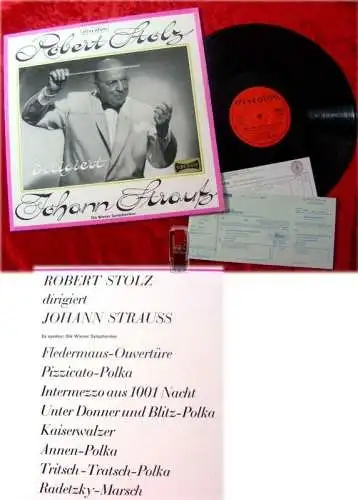 Robert Stolz
dirigiert
Johann Strauß
Die Wiener Symphoniker
ROBERT STOLZ
dirigiert
JOHANN STRAUSS
Es spielen: Die Wiener Symphoniker
Fledermaus-Ouvertüre
Pizzicato-Polka
Intermezzo aus 1001 Nacht
Unter Donner und Blitz-Polka
Kaiserwalzer
Annen-Polka
Tritsch-Tratsch-Polka
Radetzky-Marsch